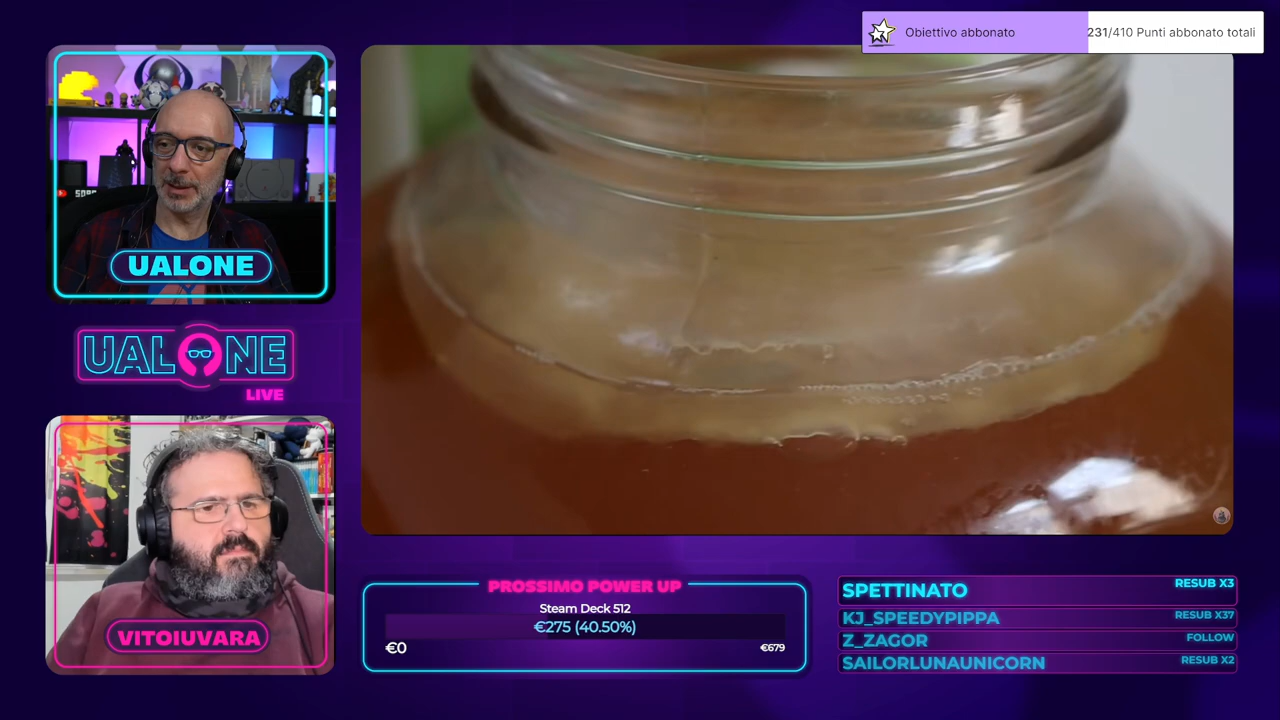 Obiettivo abbonato
231/410 Punti abbonato totali
UALONE
UALONE
LIVE
VITOIUVARA
PROSSIMO POWER UP
Steam Deck 512
€275 (40.50%)
€0
€679
SPETTINATO
RESUB X3
KJ_SPEEDYPIPPA
RESUB X37
Z_ZAGOR
FOLLOW
SAILORLUNAUNICORN
RESUB X2